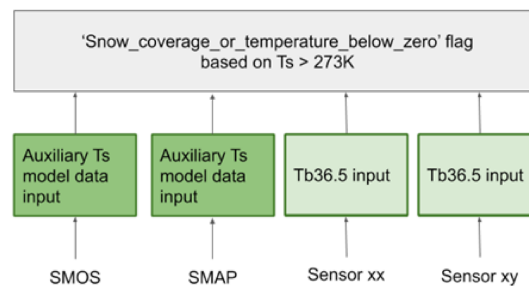 ‘Snow_coverage_or_temperature_below_zero’ flag
based on Ts > 273K
Auxiliary Ts
model data
input
Auxiliary Ts
model data
input
Tb36.5 input
Tb36.5 input
SMOS
SMAP
Sensor xx
Sensor xy